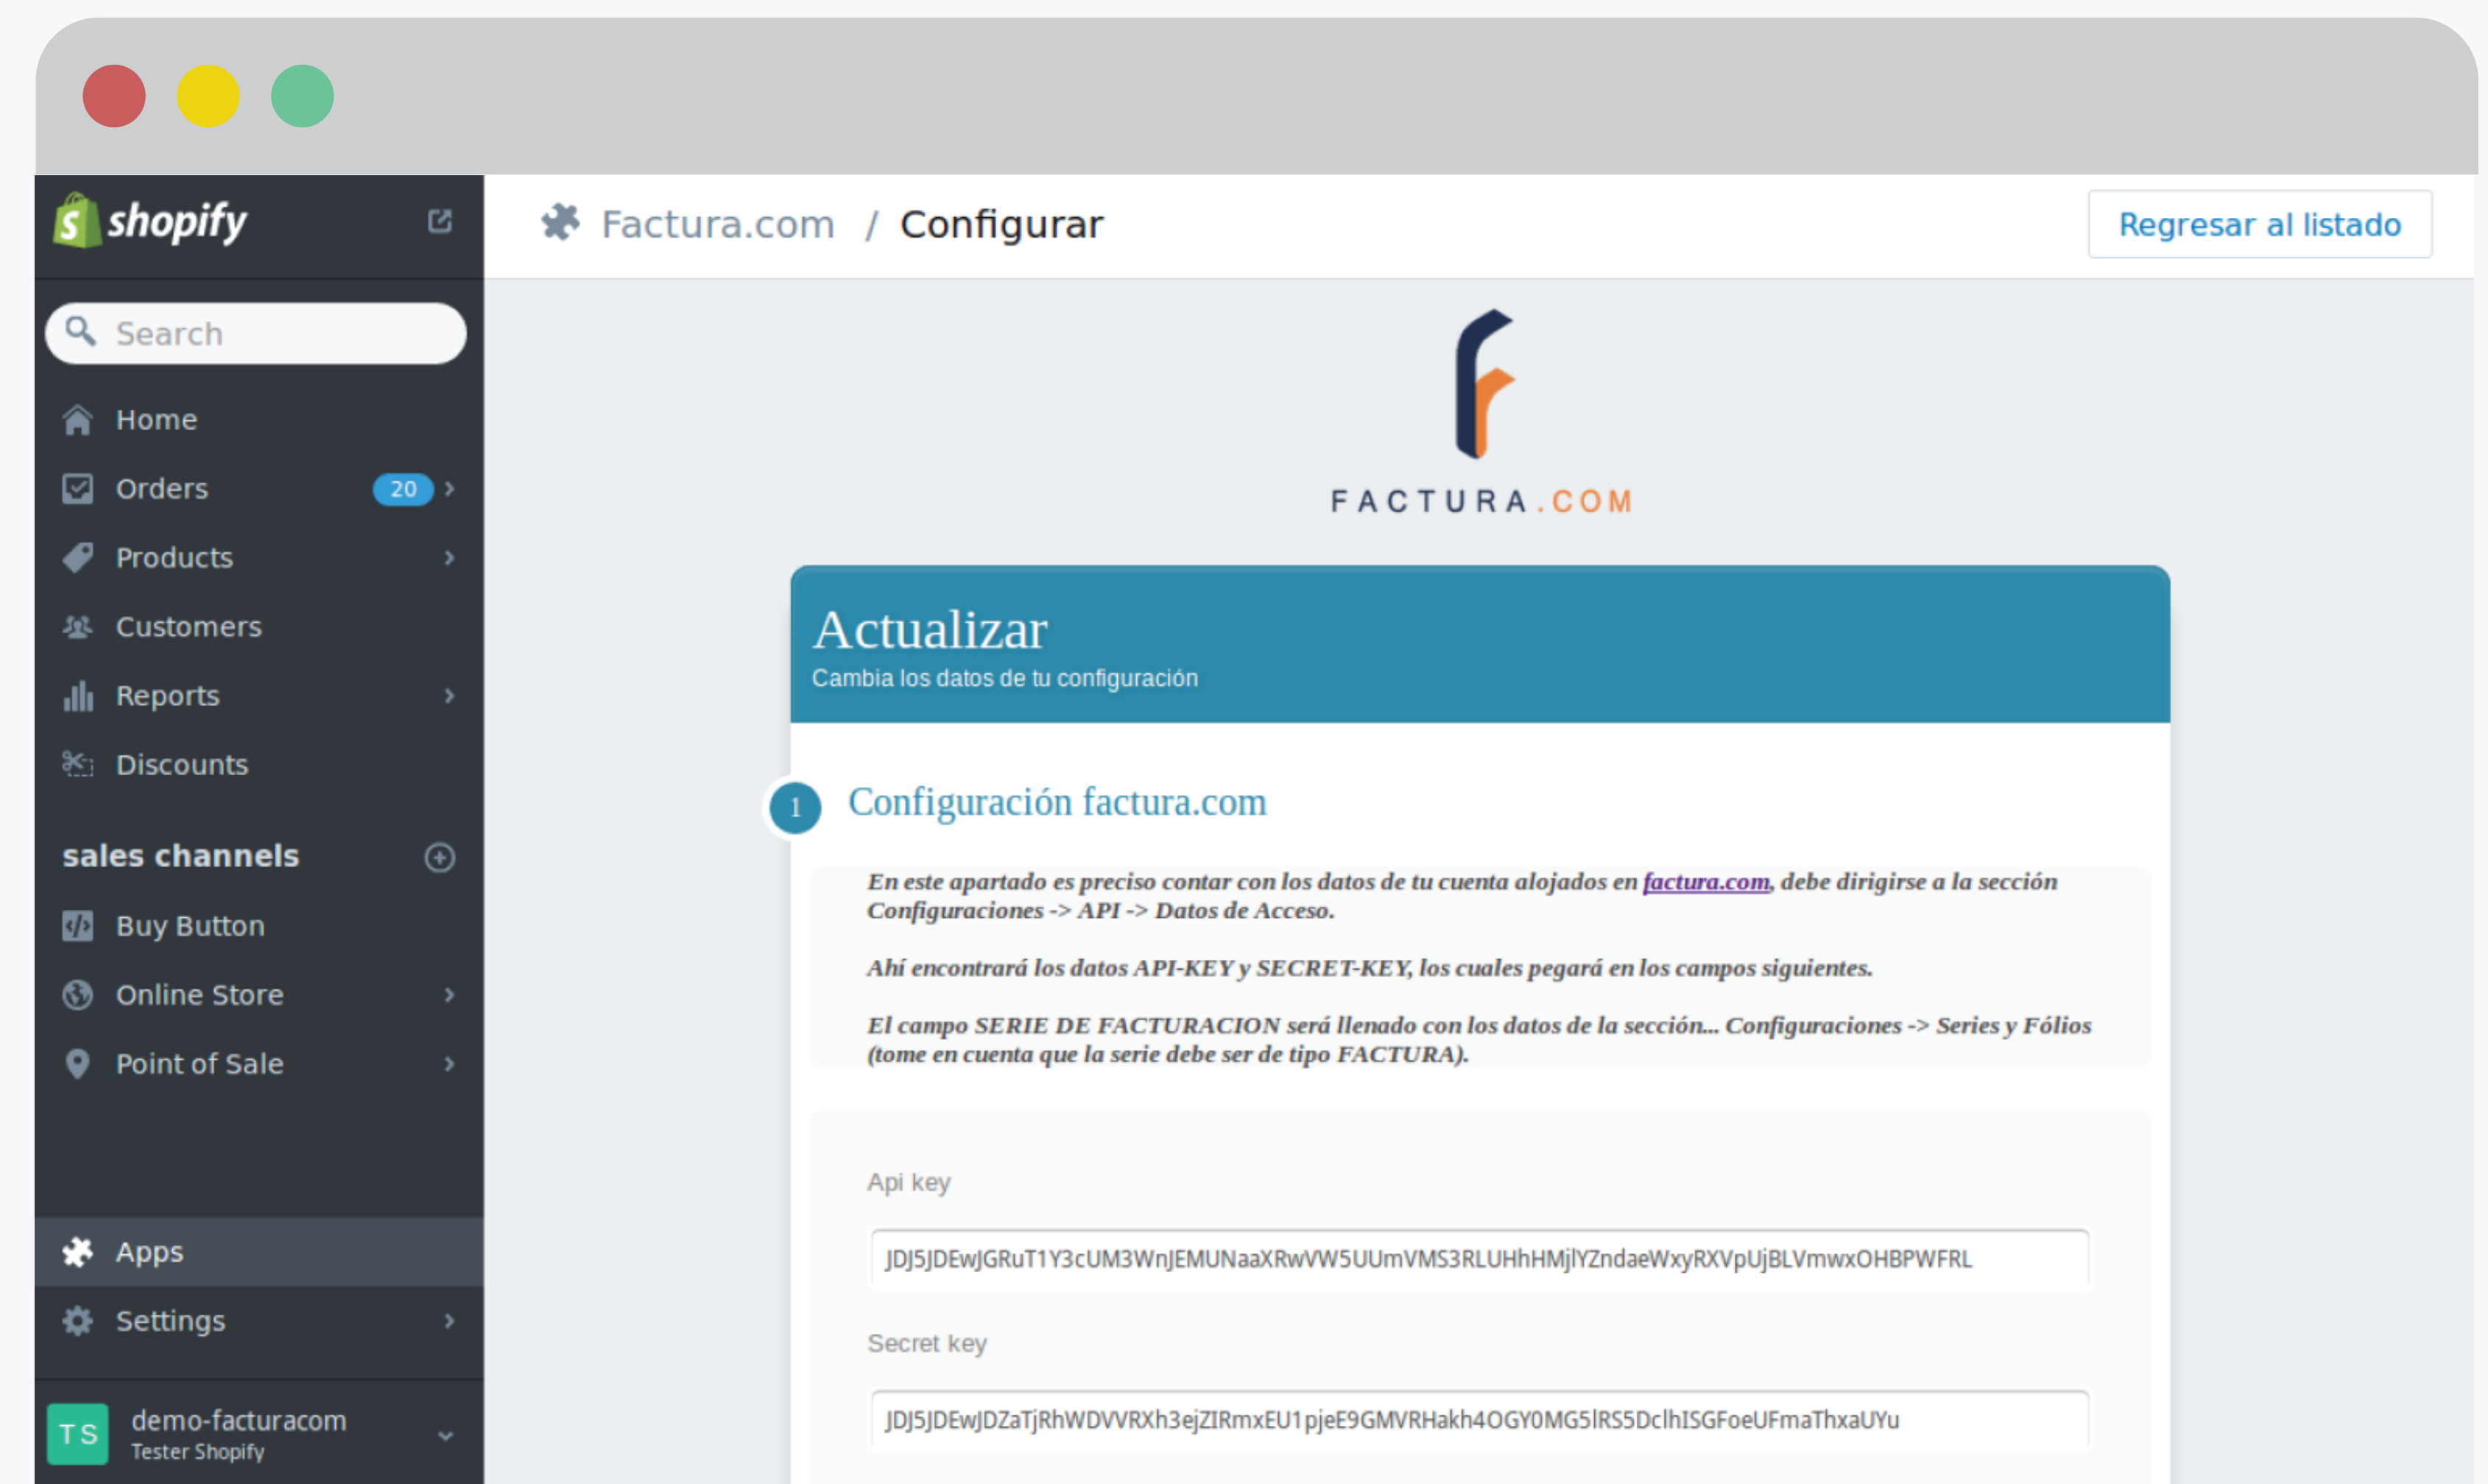 shopify
Factura.com / Configurar
Regresar al listado
Search
Home
Orders 20
Products
Customers
Reports
Discounts
sales channels
Buy Button
Online Store
Point of Sale
Apps
Settings
TS
demo-facturacom
Tester Shopify
FACTURA.COM
Actualizar
Cambia los datos de tu configuración
1 Configuración factura.com
En este apartado es preciso contar con los datos de tu cuenta alojados en factura.com, debe dirigirse a la sección
Configuraciones -> API -> Datos de Acceso.
Ahí encontrará los datos API-KEY y SECRET-KEY, los cuales pegará en los campos siguientes.
El campo SERIE DE FACTURACION será llenado con los datos de la sección... Configuraciones -> Series y Fólios
(tome en cuenta que la serie debe ser de tipo FACTURA).
Api key
JDJ5JDEwJGRuT1Y3cUM3WnJEMUNaaXRwVW5UUmVMS3RLUHhHMjlYZndaeWxyRXVpUjBLVmwxOHBPWFRL
Secret key
JDJ5JDEwJDZaTjRhWDVVRXh3ejZIRmxEU1pjeE9GMVRHakh4OGY0MG5lRS5DclhISGFoeUFmaThxaUYu